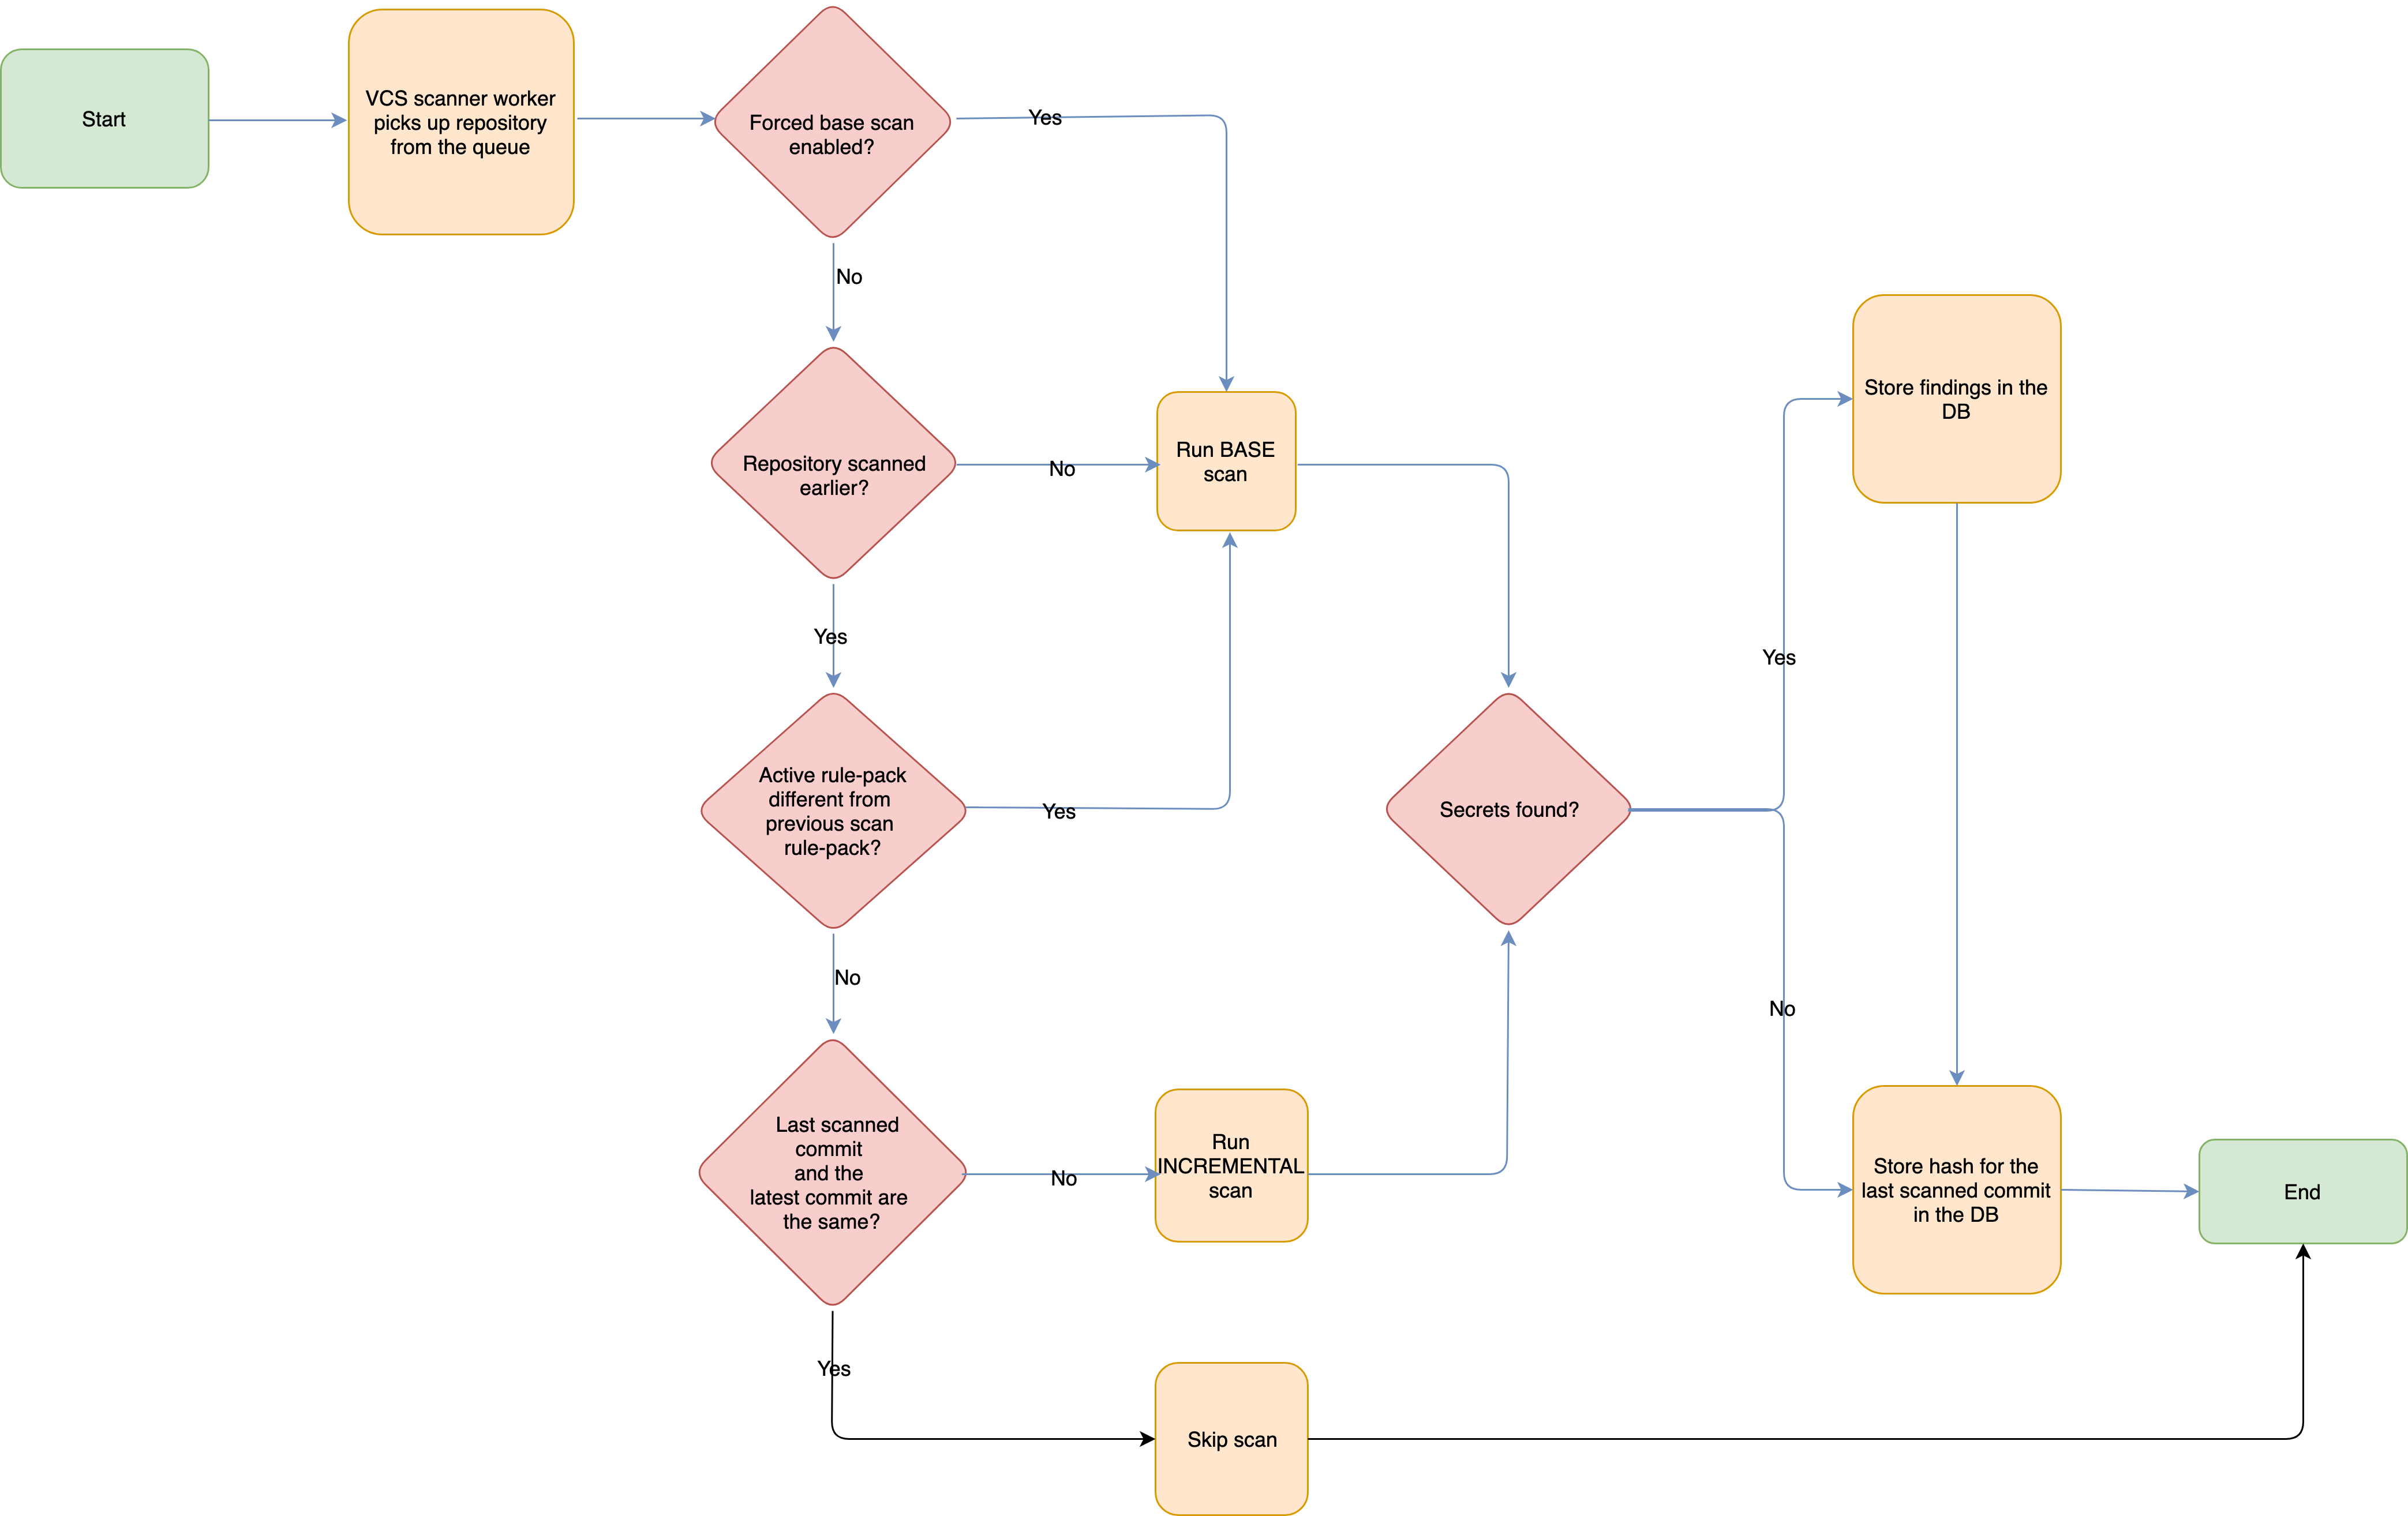 Start
VCS scanner worker
picks up repository
from the queue
Forced base scan
enabled?
Yes
No
Repository scanned
earlier?
No
Run BASE
scan
Store findings in the
DB
Yes
Yes
Active rule-pack
different from
previous scan
rule-pack?
Yes
Secrets found?
No
No
Last scanned
commit
and the
latest commit are
the same?
No
Run
INCREMENTAL
scan
Store hash for the
last scanned commit
in the DB
End
Yes
Skip scan